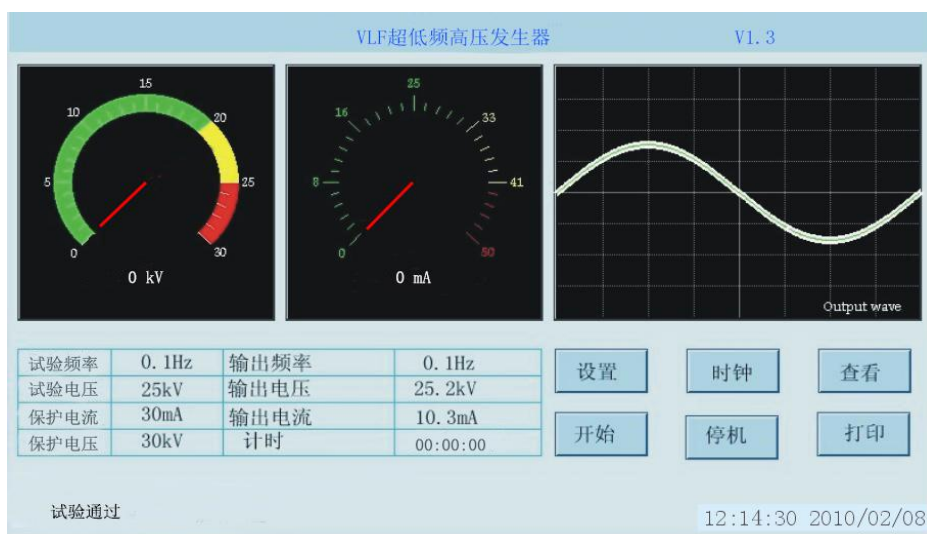 VLF超低频高压发生器 V1.3
15
10 20
5 25
0 30
0 kV
25
16 33
8 41
0 50
0 mA
Output wave
试验频率 0.1Hz 输出频率 0.1Hz
试验电压 25kV 输出电压 25.2kV
保护电流 30mA 输出电流 10.3mA
保护电压 30kV 计时 00:00:00
设置 时钟 查看
开始 停机 打印
试验通过
12:14:30 2010/02/08